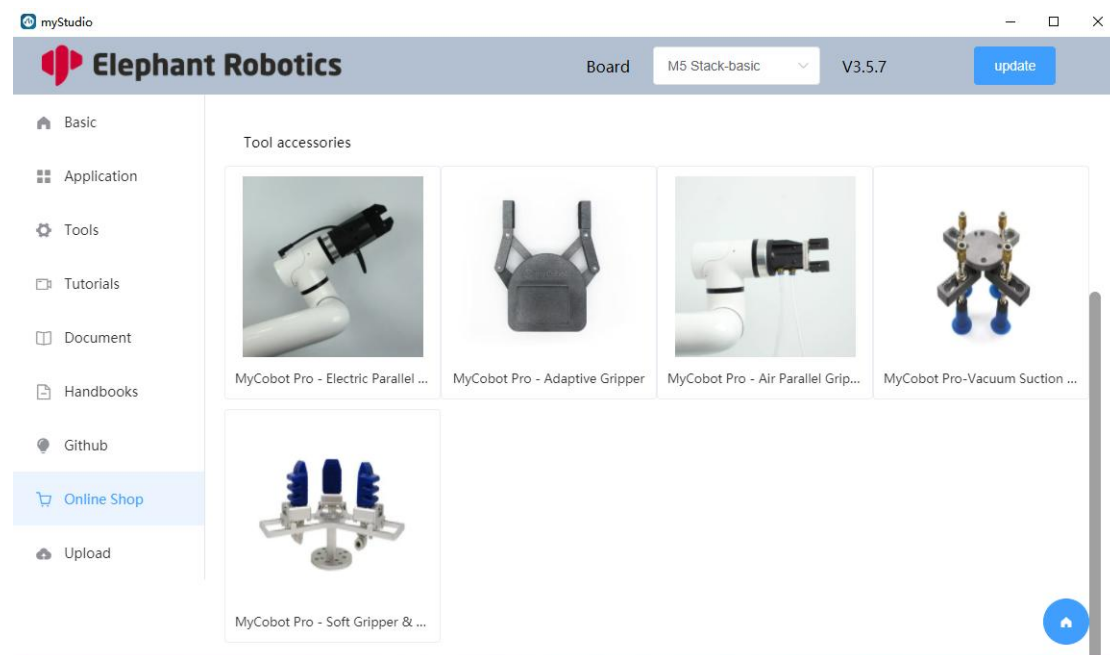 myStudio
Elephant Robotics
Board
M5 Stack-basic
V3.5.7
update
Basic
Application
Tools
Tutorials
Document
Handbooks
Github
Online Shop
Upload
Tool accessories
MyCobot Pro - Electric Parallel ...
MyCobot Pro - Adaptive Gripper
MyCobot Pro - Air Parallel Grip...
MyCobot Pro-Vacuum Suction ...
MyCobot Pro - Soft Gripper & ...